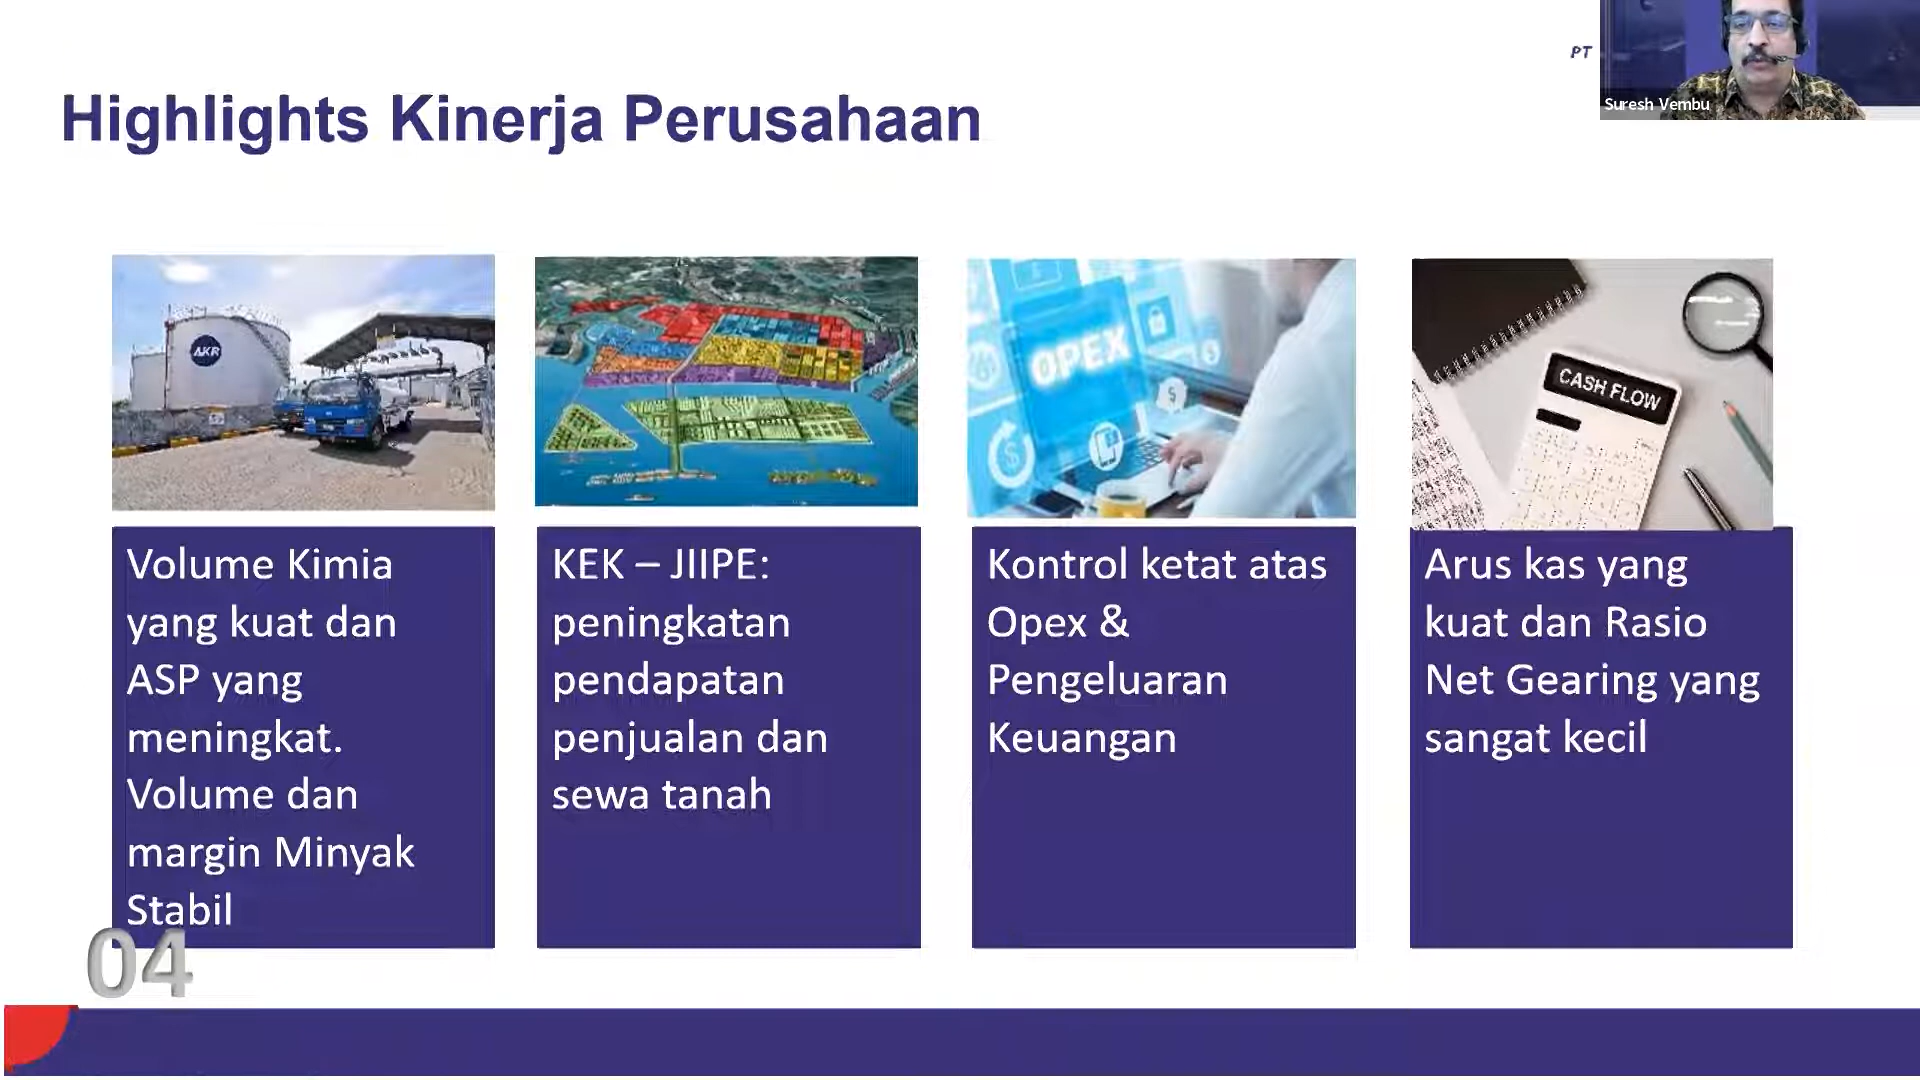 PT
Suresh Vembu
Highlights Kinerja Perusahaan
AKR
OPEX
CASH FLOW
Volume Kimia
yang kuat dan
ASP yang
meningkat.
Volume dan
margin Minyak
Stabil
KEK – JIIPE:
peningkatan
pendapatan
penjualan dan
sewa tanah
Kontrol ketat atas
Opex &
Pengeluaran
Keuangan
Arus kas yang
kuat dan Rasio
Net Gearing yang
sangat kecil
04